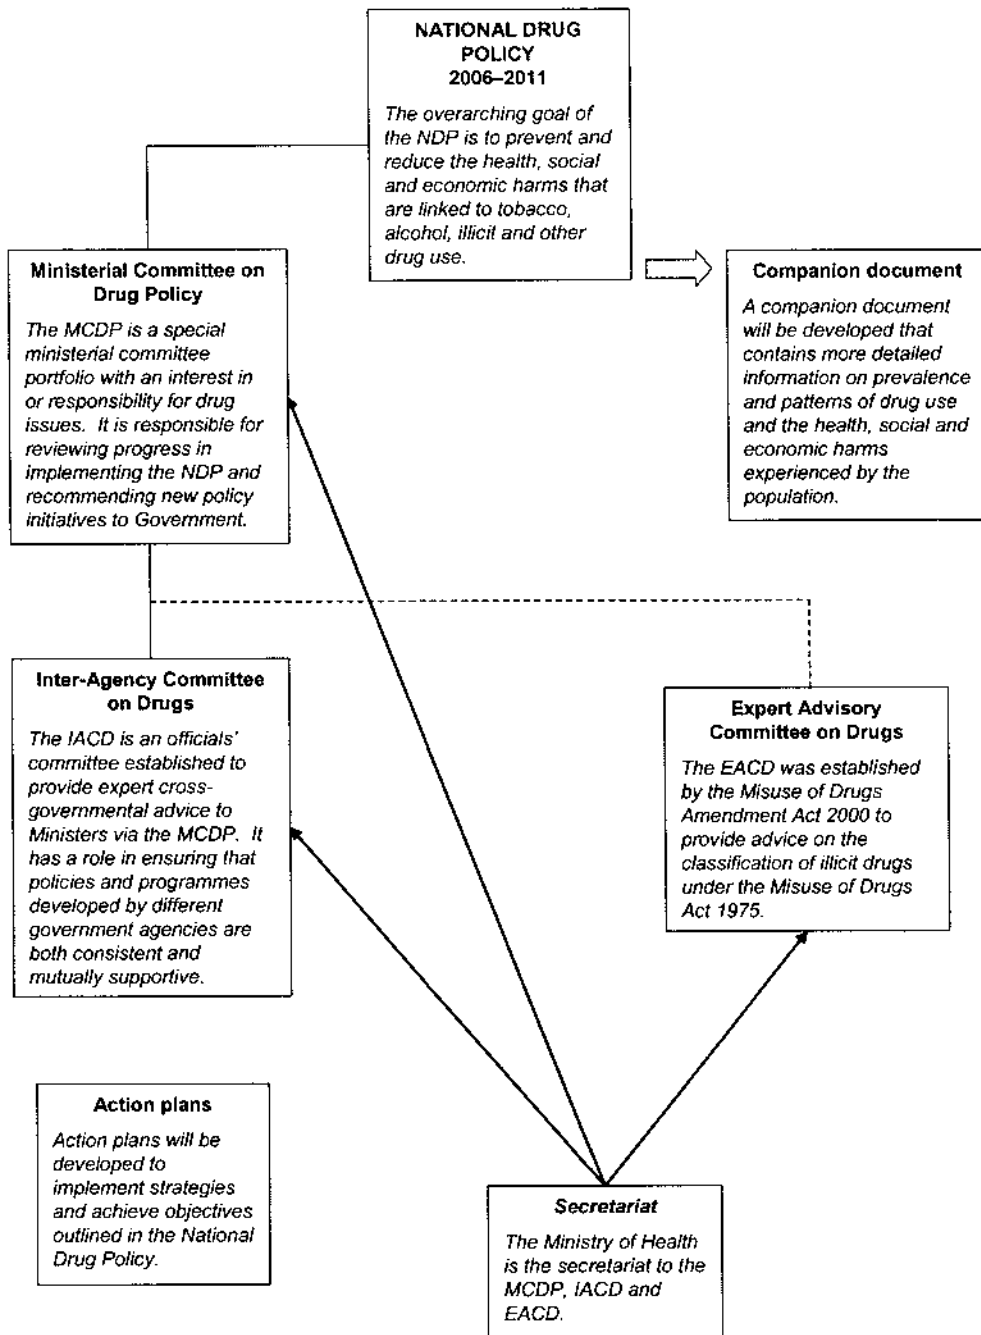 NATIONAL DRUG
POLICY
2006–2011
The overarching goal of
the NDP is to prevent and
reduce the health, social
and economic harms that
are linked to tobacco,
alcohol, illicit and other
drug use.
Ministerial Committee on
Drug Policy
The MCDP is a special
ministerial committee
portfolio with an interest in
or responsibility for drug
issues. It is responsible for
reviewing progress in
implementing the NDP and
recommending new policy
initiatives to Government.
Companion document
A companion document
will be developed that
contains more detailed
information on prevalence
and patterns of drug use
and the health, social and
economic harms
experienced by the
population.
Inter-Agency Committee
on Drugs
The IACD is an officials'
committee established to
provide expert cross-
governmental advice to
Ministers via the MCDP. It
has a role in ensuring that
policies and programmes
developed by different
government agencies are
both consistent and
mutually supportive.
Expert Advisory
Committee on Drugs
The EACD was established
by the Misuse of Drugs
Amendment Act 2000 to
provide advice on the
classification of illicit drugs
under the Misuse of Drugs
Act 1975.
Action plans
Action plans will be
developed to
implement strategies
and achieve objectives
outlined in the National
Drug Policy.
Secretariat
The Ministry of Health
is the secretariat to the
MCDP, IACD and
EACD.